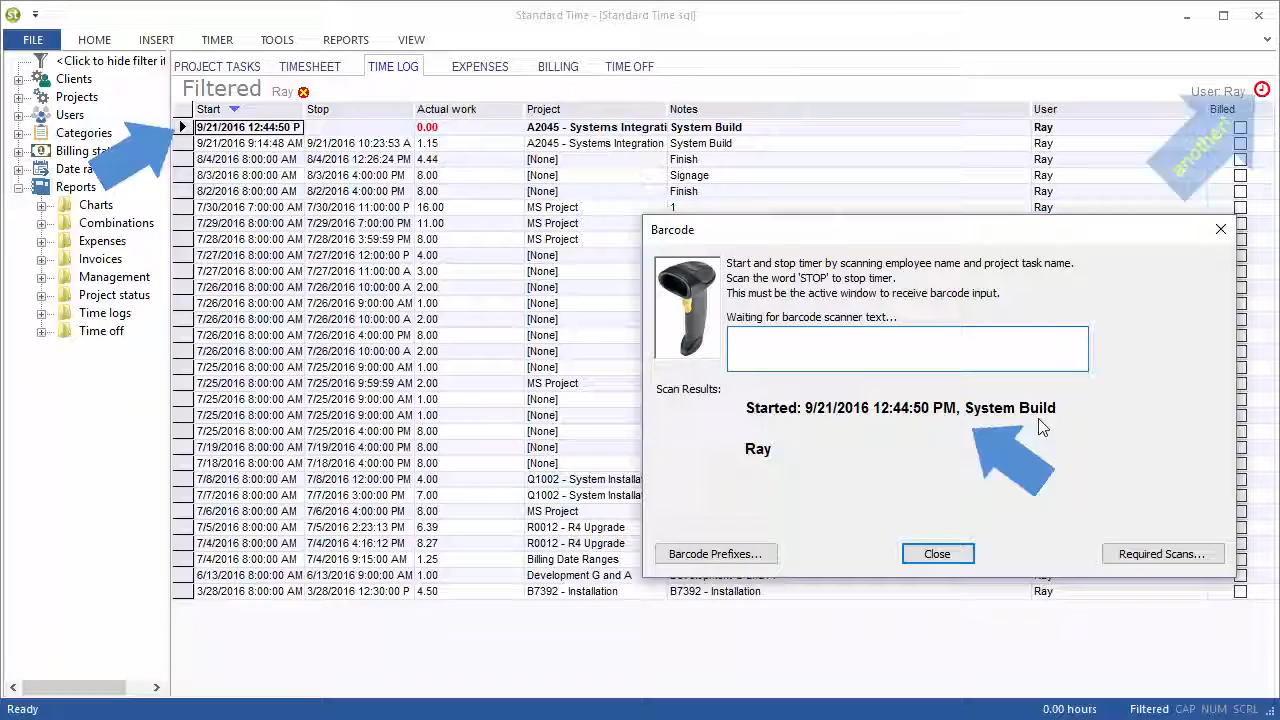 st
Standard Time - [Standard Time sql]
FILE HOME INSERT TIMER TOOLS REPORTS VIEW
<Click to hide filter it
Clients
Projects
Users
Categories
Billing sta
Date ra
Reports
Charts
Combinations
Expenses
Invoices
Management
Project status
Time logs
Time off
PROJECT TASKS TIMESHEET TIME LOG EXPENSES BILLING TIME OFF
Filtered Ray User: Ray
another!
Start Stop Actual work Project Notes User Billed
9/21/2016 12:44:50 P 0.00 A2045 - Systems Integrati System Build Ray
9/21/2016 9:14:48 AM 9/21/2016 10:23:53 A 1.15 A2045 - Systems Integration System Build Ray
8/4/2016 8:00:00 AM 8/4/2016 12:26:24 PM 4.44 [None] Finish Ray
8/3/2016 8:00:00 AM 8/3/2016 4:00:00 PM 8.00 [None] Signage Ray
8/2/2016 8:00:00 AM 8/2/2016 4:00:00 PM 8.00 [None] Finish Ray
7/30/2016 7:00:00 AM 7/30/2016 11:00:00 P 16.00 MS Project 1 Ray
7/29/2016 8:00:00 AM 7/29/2016 7:00:00 PM 11.00 MS Project
7/28/2016 8:00:00 AM 7/28/2016 3:59:59 PM 8.00 MS Project
7/27/2016 8:00:00 AM 7/27/2016 12:00:00 P 4.00 [None]
7/27/2016 8:00:00 AM 7/27/2016 11:00:00 A 3.00 [None]
7/26/2016 8:00:00 AM 7/26/2016 10:00:00 A 2.00 [None]
7/26/2016 8:00:00 AM 7/26/2016 9:00:00 AM 1.00 [None]
7/26/2016 8:00:00 AM 7/26/2016 10:00:00 A 2.00 [None]
7/26/2016 8:00:00 AM 7/26/2016 4:00:00 PM 8.00 [None]
7/26/2016 8:00:00 AM 7/26/2016 10:00:00 A 2.00 [None]
7/25/2016 8:00:00 AM 7/25/2016 9:00:00 AM 1.00 [None]
7/25/2016 8:00:00 AM 7/25/2016 9:59:59 AM 2.00 MS Project
7/25/2016 8:00:00 AM 7/25/2016 9:00:00 AM 1.00 [None]
7/25/2016 8:00:00 AM 7/25/2016 9:00:00 AM 1.00 [None]
7/25/2016 8:00:00 AM 7/25/2016 4:00:00 PM 8.00 [None]
7/19/2016 8:00:00 AM 7/19/2016 4:00:00 PM 8.00 [None]
7/18/2016 8:00:00 AM 7/18/2016 4:00:00 PM 8.00 [None]
7/8/2016 8:00:00 AM 7/8/2016 12:00:00 PM 4.00 Q1002 - System Installa
7/7/2016 8:00:00 AM 7/7/2016 3:00:00 PM 7.00 Q1002 - System Installa
7/6/2016 8:00:00 AM 7/6/2016 4:00:00 PM 8.00 MS Project
7/5/2016 8:00:00 AM 7/5/2016 2:23:13 PM 6.39 R0012 - R4 Upgrade
7/4/2016 8:00:00 AM 7/4/2016 4:16:12 PM 8.27 R0012 - R4 Upgrade
7/4/2016 8:00:00 AM 7/4/2016 9:15:00 AM 1.25 Billing Date Ranges
6/13/2016 8:00:00 AM 6/13/2016 9:00:00 AM 1.00 Development G and A
3/28/2016 8:00:00 AM 3/28/2016 12:30:00 P 4.50 B7392 - Installation B7392 - Installation Ray
Barcode
Start and stop timer by scanning employee name and project task name.
Scan the word 'STOP' to stop timer.
This must be the active window to receive barcode input.
Waiting for barcode scanner text...
Scan Results:
Started: 9/21/2016 12:44:50 PM, System Build
Ray
Barcode Prefixes... Close Required Scans...
Ready 0.00 hours Filtered CAP NUM SCRL